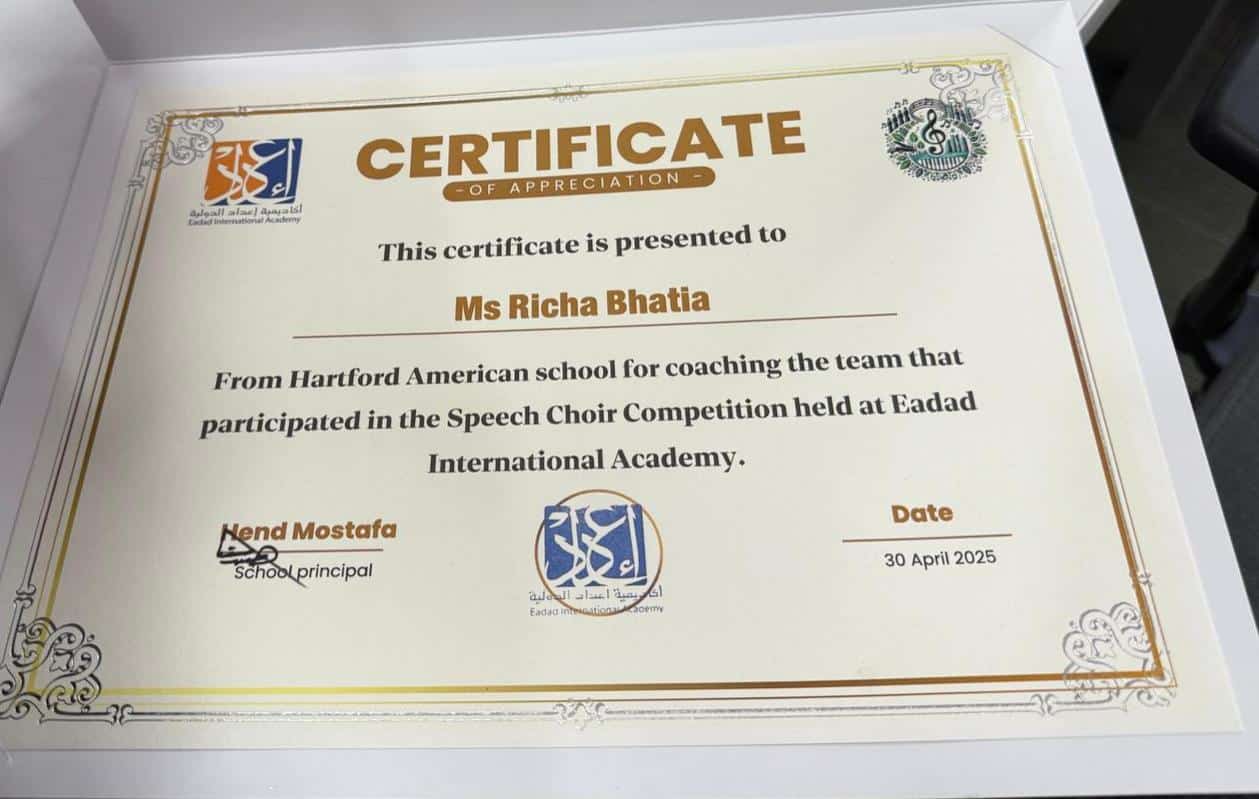 إعداد
أكاديمية إعداد الدولية
Eadad International Academy
CERTIFICATE
- OF APPRECIATION -
This certificate is presented to
Ms Richa Bhatia
From Hartford American school for coaching the team that
participated in the Speech Choir Competition held at Eadad
International Academy.
Hend Mostafa
School principal
إعداد
أكاديمية إعداد الدولية
Eadad International Academy
Date
30 April 2025